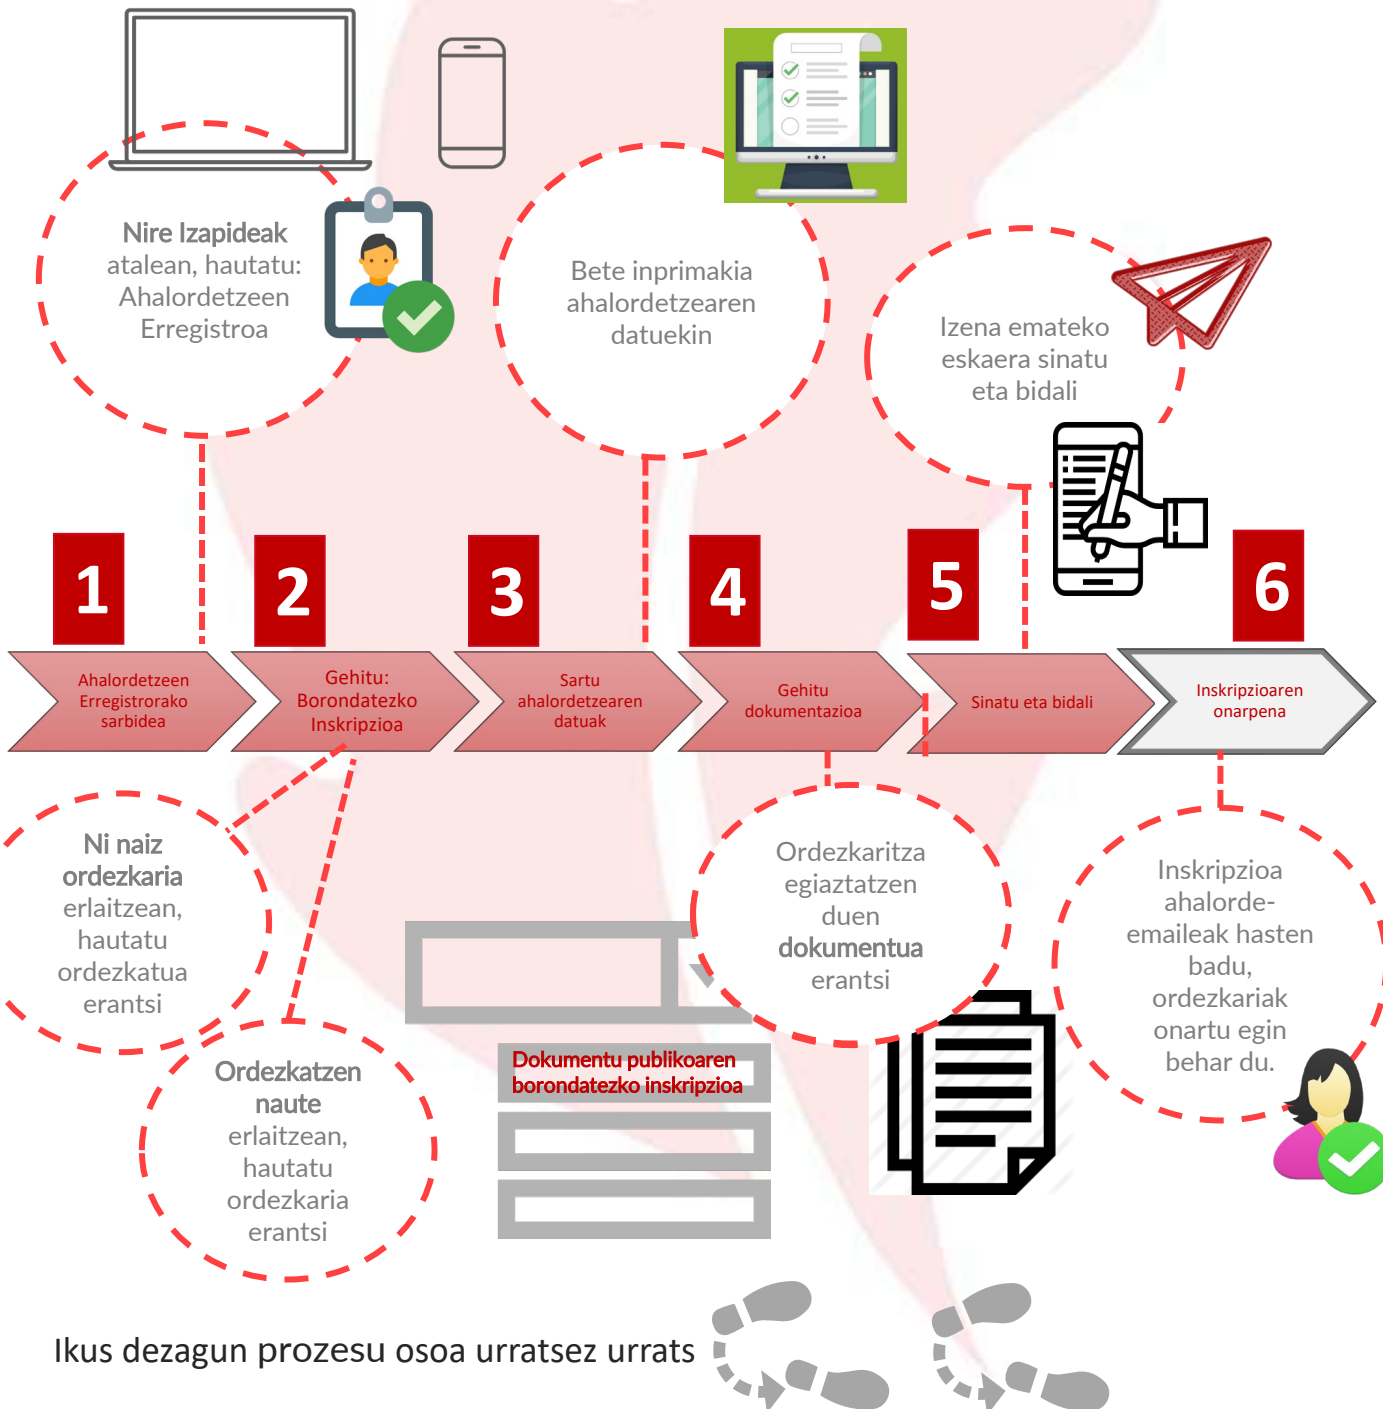 Nire Izapideak
atalean, hautatu:
Ahalordetzeen
Erregistroa
Bete inprimakia
ahalordetzearen
datuekin
Izena emateko
eskaera sinatu
eta bidali
1
2
3
4
5
6
Ahalordetzeen
Erregistrorako
sarbidea
Gehitu:
Borondatezko
Inskripzioa
Sartu
ahalordetzearen
datuak
Gehitu
dokumentazioa
Sinatu eta bidali
Inskripzioaren
onarpena
Ni naiz
ordezkaria
erlaitzean,
hautatu
ordezkatua
erantsi
Ordezkatzen
naute
erlaitzean,
hautatu
ordezkaria
erantsi
Dokumentu publikoaren
borondatezko inskripzioa
Ordezkaritza
egiaztatzen
duen
dokumentua
erantsi
Inskripzioa
ahalorde-
emaileak hasten
badu,
ordezkariak
onartu egin
behar du.
Ikus dezagun prozesu osoa urratsez urrats